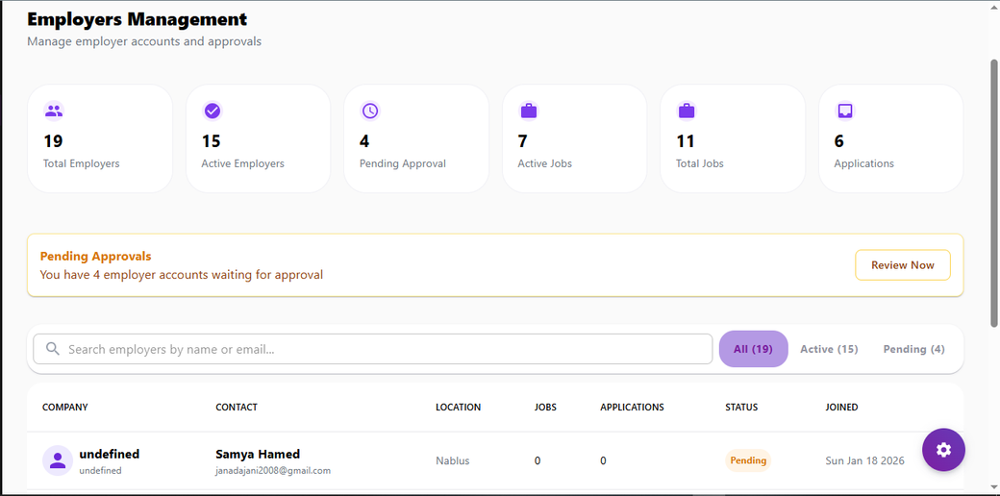 Employers Management
Manage employer accounts and approvals
19
Total Employers
15
Active Employers
4
Pending Approval
7
Active Jobs
11
Total Jobs
6
Applications
Pending Approvals
You have 4 employer accounts waiting for approval
Review Now
Search employers by name or email...
All (19)
Active (15)
Pending (4)
COMPANY CONTACT LOCATION JOBS APPLICATIONS STATUS JOINED
undefined
undefined
Samya Hamed
janadajani2008@gmail.com
Nablus
0
0
Pending
Sun Jan 18 2026